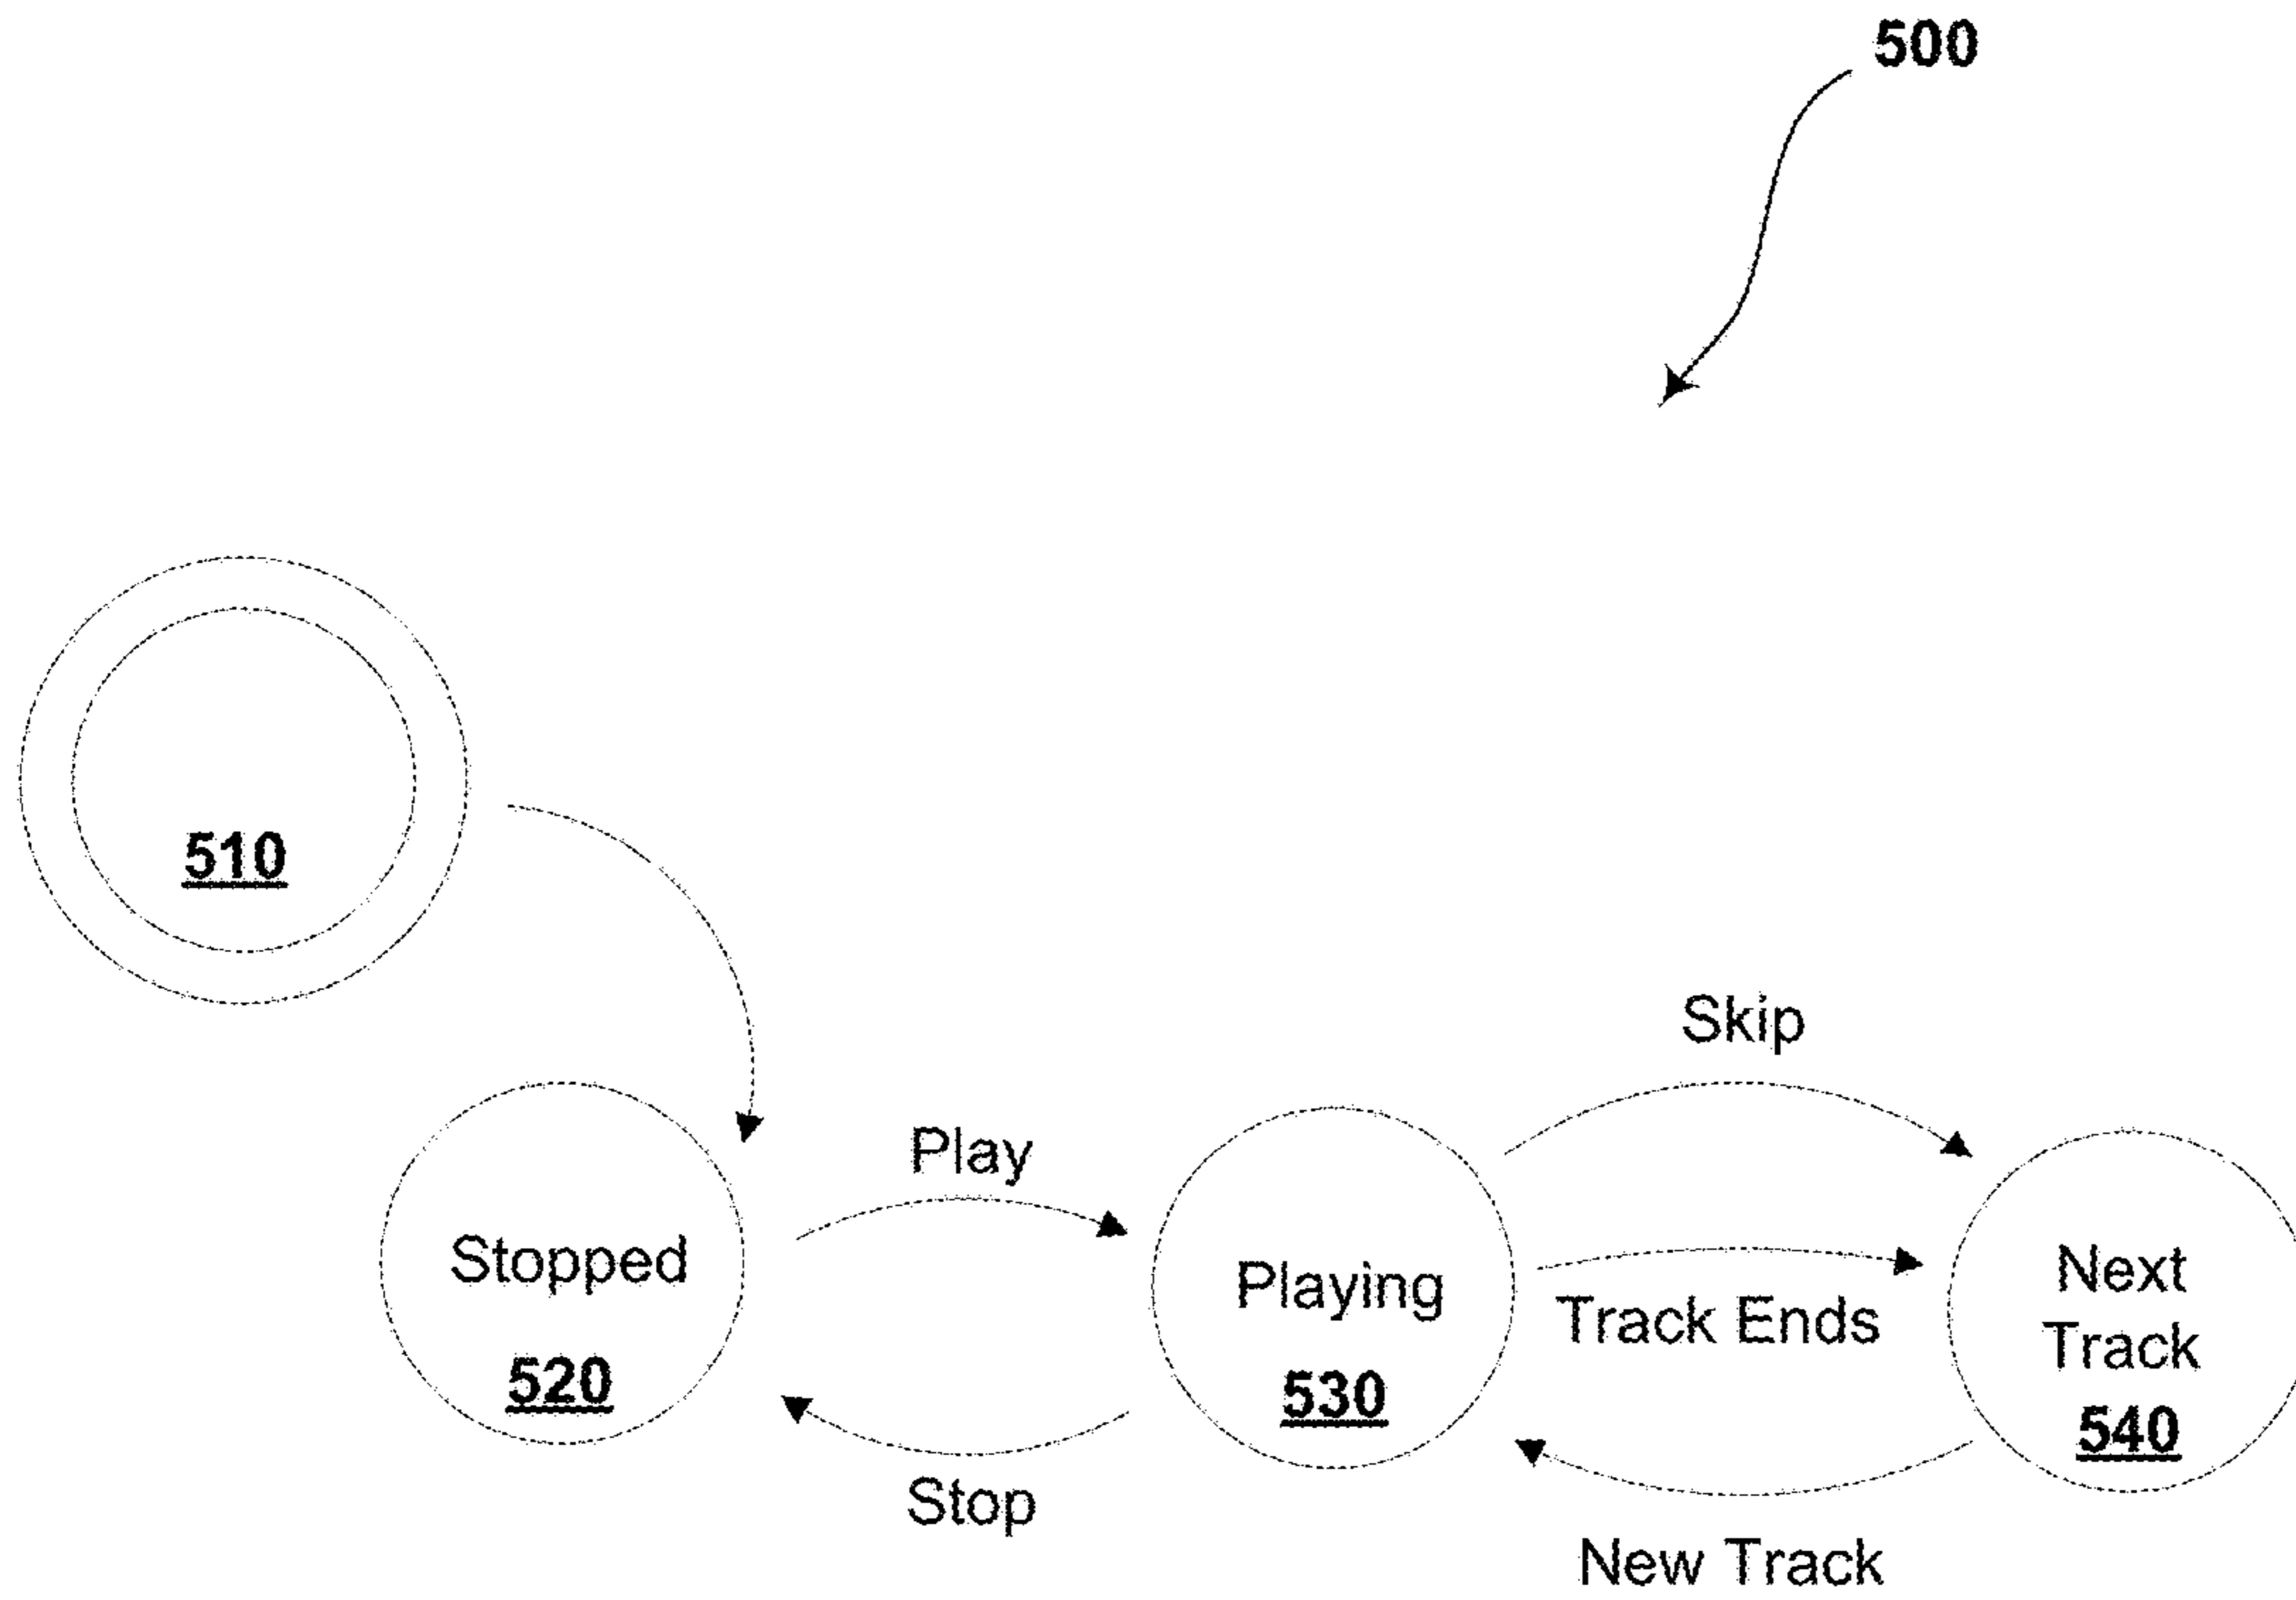 500
510
Skip
Play
Stopped
520
Playing
530
Track Ends
Next
Track
540
Stop
New Track